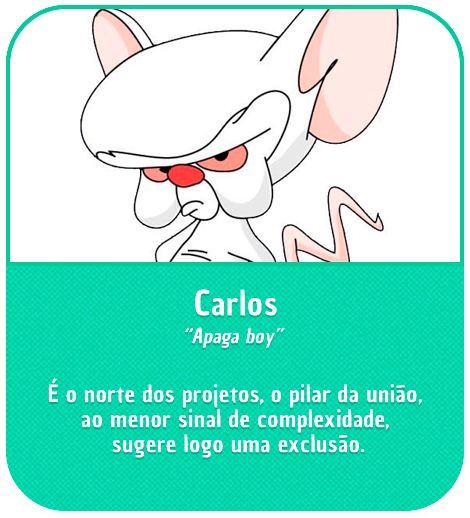 Carlos
“Apaga boy”
É o norte dos projetos, o pilar da união,
ao menor sinal de complexidade,
sugere logo uma exclusão.